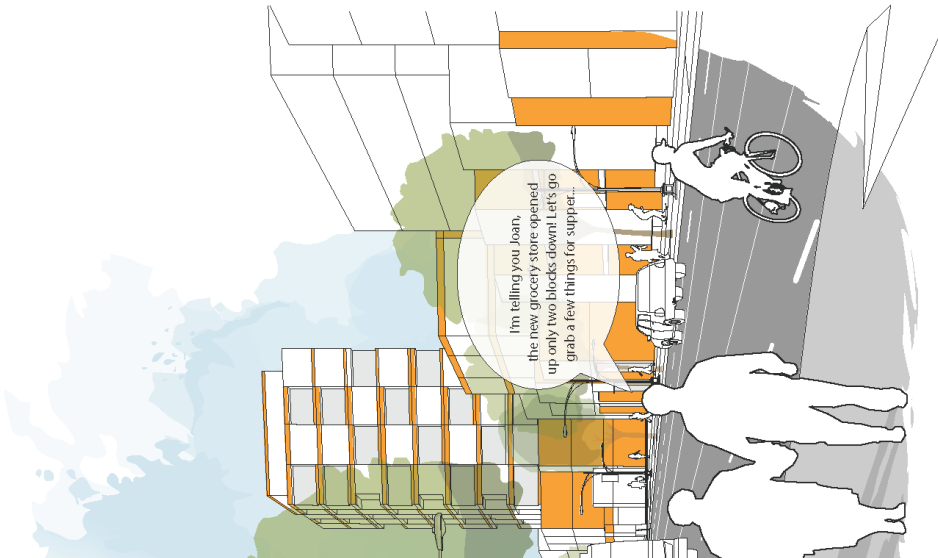 I'm telling you Joan,
the new grocery store opened
up only two blocks down! Let's go
grab a few things for supper...